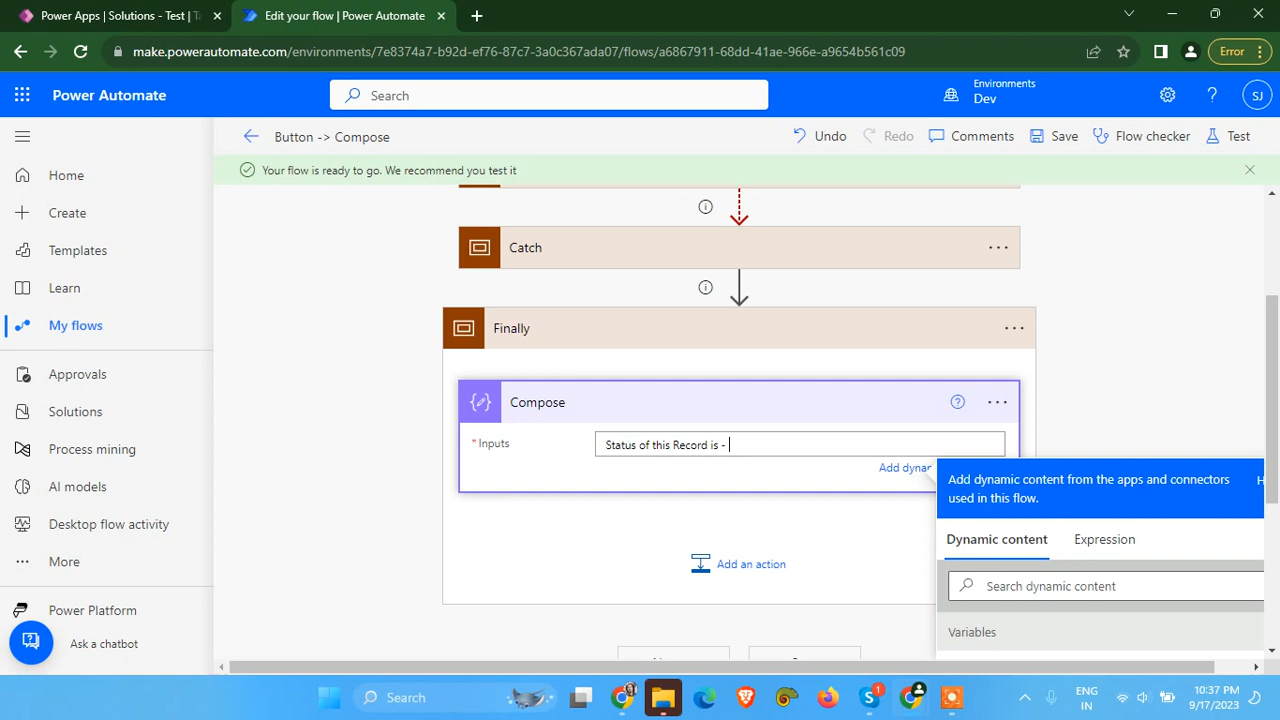 Power Apps | Solutions - Test | Ta
Edit your flow | Power Automate
make.powerautomate.com/environments/7e8374a7-b92d-ef76-87c7-3a0c367ada07/flows/a6867911-68dd-41ae-966e-a9654b561c09
Error
Power Automate
Search
Environments
Dev
SJ
Button -> Compose
Undo
Redo
Comments
Save
Flow checker
Test
Your flow is ready to go. We recommend you test it
Home
Create
Templates
Learn
My flows
Approvals
Solutions
Process mining
AI models
Desktop flow activity
More
Power Platform
Ask a chatbot
Catch
Finally
Compose
* Inputs
Status of this Record is -
Add dynam
Add dynamic content from the apps and connectors
used in this flow.
H
Dynamic content
Expression
Search dynamic content
Variables
Add an action
Search
1
ENG
IN
10:37 PM
9/17/2023